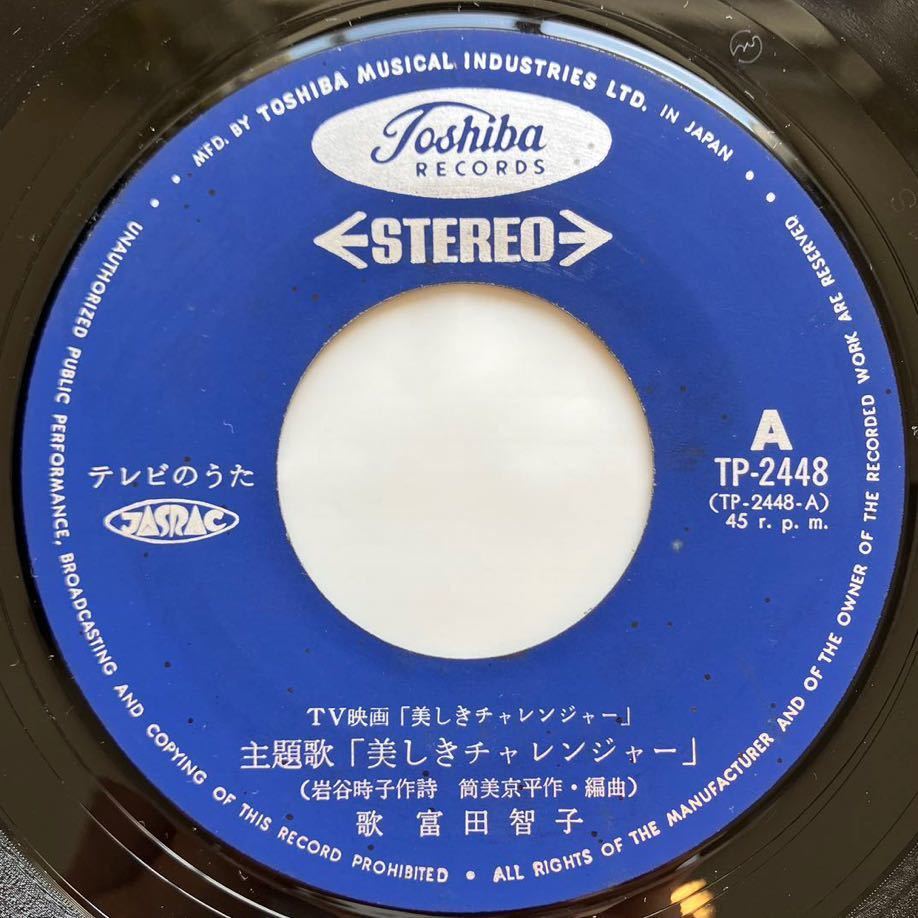 MFD. BY TOSHIBA MUSICAL INDUSTRIES LTD. IN JAPAN
Toshiba
RECORDS
STEREO
A
TP-2448
(TP-2448-A)
45 r. p. m.
テレビのうた
JASRAC
TV映画「美しきチャレンジャー」
主題歌「美しきチャレンジャー」
(岩谷時子作詩 筒美京平作・編曲)
歌 富田智子
UNAUTHORIZED PUBLIC PERFORMANCE, BROADCASTING AND COPYING OF THIS RECORD PROHIBITED • ALL RIGHTS OF THE MANUFACTURER AND OF THE OWNER OF THE RECORDED WORK ARE RESERVED